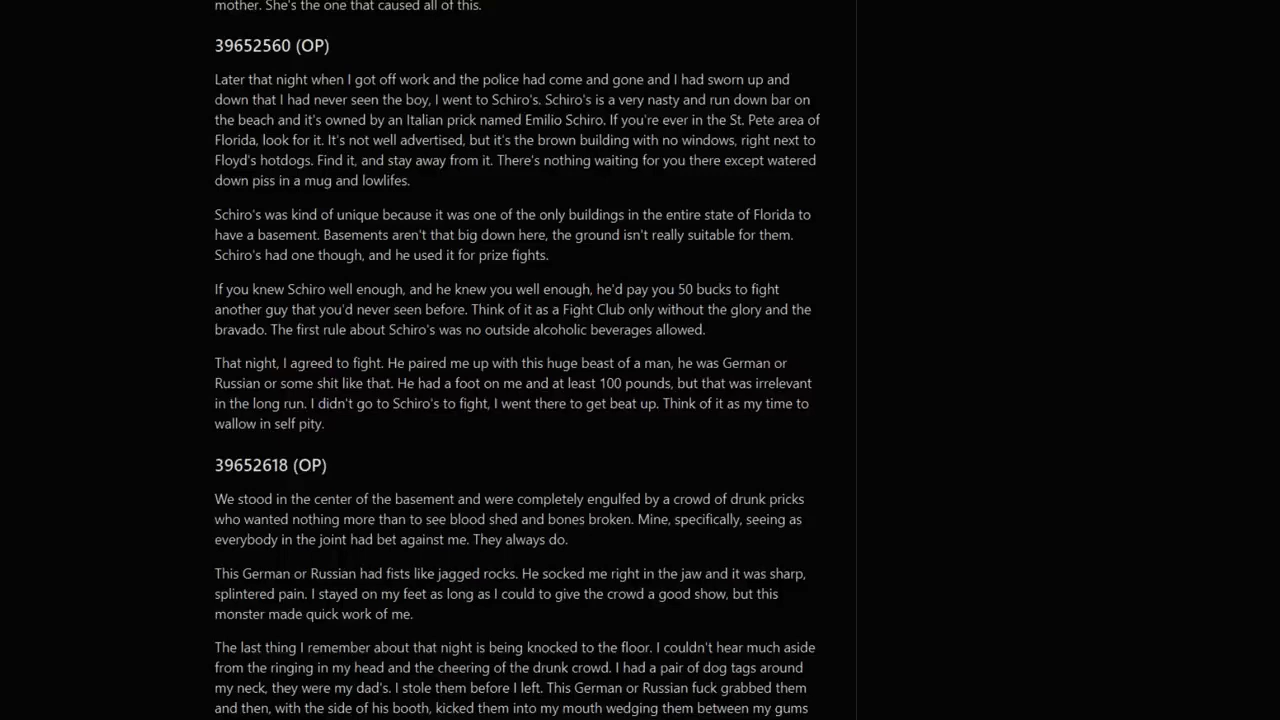 mother. She's the one that caused all of this.
39652560 (OP)
Later that night when I got off work and the police had come and gone and I had sworn up and
down that I had never seen the boy, I went to Schiro's. Schiro's is a very nasty and run down bar on
the beach and it's owned by an Italian prick named Emilio Schiro. If you're ever in the St. Pete area of
Florida, look for it. It's not well advertised, but it's the brown building with no windows, right next to
Floyd's hotdogs. Find it, and stay away from it. There's nothing waiting for you there except watered
down piss in a mug and lowlifes.
Schiro's was kind of unique because it was one of the only buildings in the entire state of Florida to
have a basement. Basements aren't that big down here, the ground isn't really suitable for them.
Schiro's had one though, and he used it for prize fights.
If you knew Schiro well enough, and he knew you well enough, he'd pay you 50 bucks to fight
another guy that you'd never seen before. Think of it as a Fight Club only without the glory and the
bravado. The first rule about Schiro's was no outside alcoholic beverages allowed.
That night, I agreed to fight. He paired me up with this huge beast of a man, he was German or
Russian or some shit like that. He had a foot on me and at least 100 pounds, but that was irrelevant
in the long run. I didn't go to Schiro's to fight, I went there to get beat up. Think of it as my time to
wallow in self pity.
39652618 (OP)
We stood in the center of the basement and were completely engulfed by a crowd of drunk pricks
who wanted nothing more than to see blood shed and bones broken. Mine, specifically, seeing as
everybody in the joint had bet against me. They always do.
This German or Russian had fists like jagged rocks. He socked me right in the jaw and it was sharp,
splintered pain. I stayed on my feet as long as I could to give the crowd a good show, but this
monster made quick work of me.
The last thing I remember about that night is being knocked to the floor. I couldn't hear much aside
from the ringing in my head and the cheering of the drunk crowd. I had a pair of dog tags around
my neck, they were my dad's. I stole them before I left. This German or Russian fuck grabbed them
and then, with the side of his booth, kicked them into my mouth wedging them between my gums